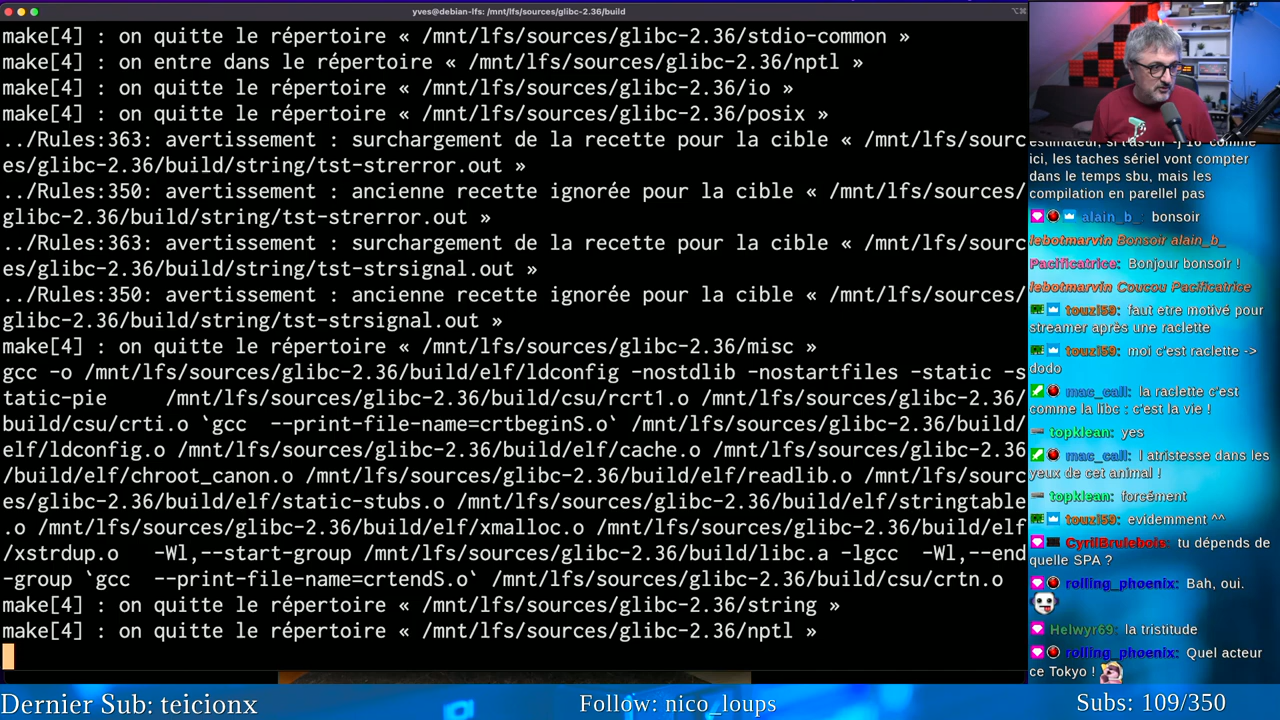 yves@debian-lfs: /mnt/lfs/sources/glibc-2.36/build
make[4] : on quitte le répertoire « /mnt/lfs/sources/glibc-2.36/stdio-common »
make[4] : on entre dans le répertoire « /mnt/lfs/sources/glibc-2.36/nptl »
make[4] : on quitte le répertoire « /mnt/lfs/sources/glibc-2.36/io »
make[4] : on quitte le répertoire « /mnt/lfs/sources/glibc-2.36/posix »
../Rules:363: avertissement : surchargement de la recette pour la cible « /mnt/lfs/sourc
es/glibc-2.36/build/string/tst-strerror.out »
../Rules:350: avertissement : ancienne recette ignorée pour la cible « /mnt/lfs/sources/
glibc-2.36/build/string/tst-strerror.out »
../Rules:363: avertissement : surchargement de la recette pour la cible « /mnt/lfs/sourc
es/glibc-2.36/build/string/tst-strsignal.out »
../Rules:350: avertissement : ancienne recette ignorée pour la cible « /mnt/lfs/sources/
glibc-2.36/build/string/tst-strsignal.out »
make[4] : on quitte le répertoire « /mnt/lfs/sources/glibc-2.36/misc »
gcc -o /mnt/lfs/sources/glibc-2.36/build/elf/ldconfig -nostdlib -nostartfiles -static -s
tatic-pie     /mnt/lfs/sources/glibc-2.36/build/csu/rcrt1.o /mnt/lfs/sources/glibc-2.36/
build/csu/crti.o `gcc  --print-file-name=crtbeginS.o` /mnt/lfs/sources/glibc-2.36/build/
elf/ldconfig.o /mnt/lfs/sources/glibc-2.36/build/elf/cache.o /mnt/lfs/sources/glibc-2.36
/build/elf/chroot_canon.o /mnt/lfs/sources/glibc-2.36/build/elf/readlib.o /mnt/lfs/sourc
es/glibc-2.36/build/elf/static-stubs.o /mnt/lfs/sources/glibc-2.36/build/elf/stringtable
.o /mnt/lfs/sources/glibc-2.36/build/elf/xmalloc.o /mnt/lfs/sources/glibc-2.36/build/elf
/xstrdup.o   -Wl,--start-group /mnt/lfs/sources/glibc-2.36/build/libc.a -lgcc  -Wl,--end
-group `gcc  --print-file-name=crtendS.o` /mnt/lfs/sources/glibc-2.36/build/csu/crtn.o
make[4] : on quitte le répertoire « /mnt/lfs/sources/glibc-2.36/string »
make[4] : on quitte le répertoire « /mnt/lfs/sources/glibc-2.36/nptl »
estimateur, si t'as un -j 16 comme
ici, les taches sériel vont compter
dans le temps sbu, mais les
compilation en parellel pas
alain_b_: bonsoir
lebotmarvin Bonsoir alain_b_
Pacificatrice: Bonjour bonsoir !
lebotmarvin Coucou Pacificatrice
touzi59: faut etre motivé pour
streamer après une raclette
touzi59: moi c'est raclette ->
dodo
mac_call: la raclette c'est
comme la libc : c'est la vie !
topklean: yes
mac_call: l atristesse dans les
yeux de cet animal !
topklean: forcément
touzi59: evidemment ^^
CyrilBrulebois: tu dépends de
quelle SPA ?
rolling_phoenix: Bah, oui.
Helwyr69: la tristitude
rolling_phoenix: Quel acteur
ce Tokyo !
Dernier Sub: teicionx
Follow: nico_loups
Subs: 109/350